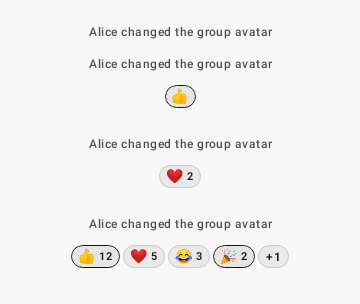 Alice changed the group avatar
Alice changed the group avatar
👍
Alice changed the group avatar
❤️ 2
Alice changed the group avatar
👍 12 ❤️ 5 😂 3 🎉 2 +1